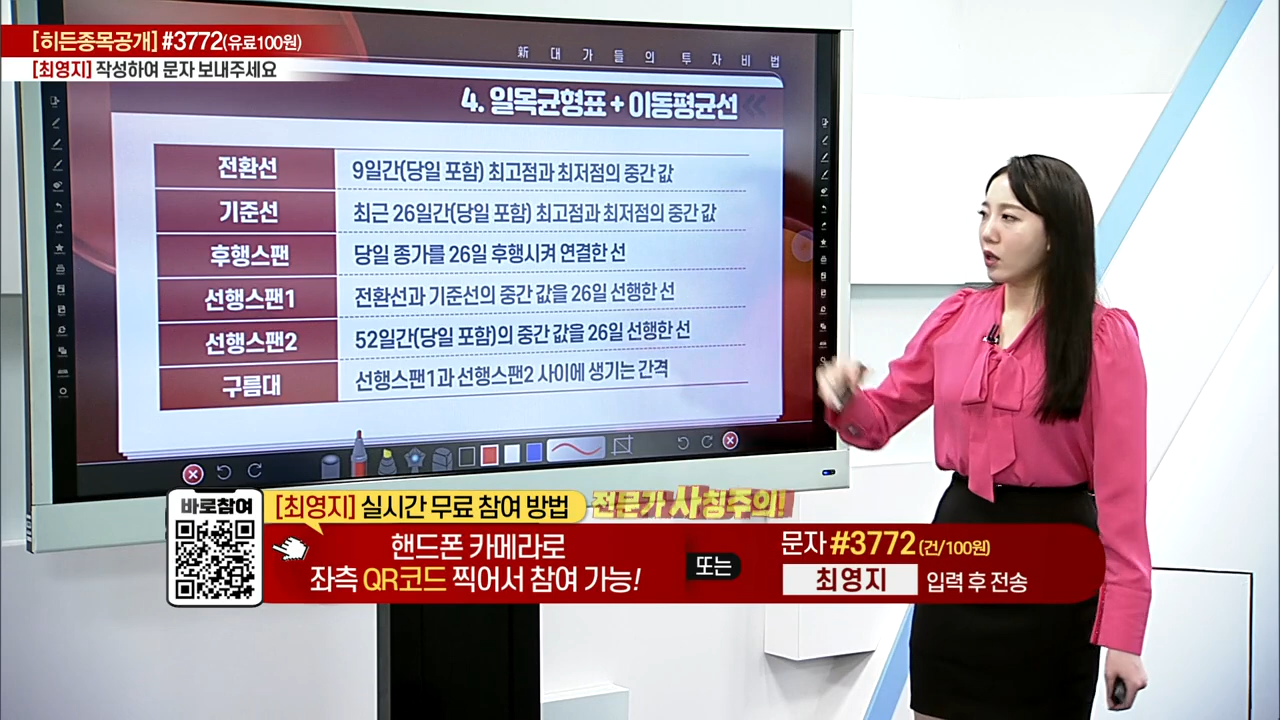 [히든종목공개] #3772(유료100원)
[최영지] 작성하여 문자 보내주세요
新 대 가 들 의 투 자 비 법
4. 일목균형표 + 이동평균선
전환선 9일간(당일 포함) 최고점과 최저점의 중간 값
기준선 최근 26일간(당일 포함) 최고점과 최저점의 중간 값
후행스팬 당일 종가를 26일 후행시켜 연결한 선
선행스팬1 전환선과 기준선의 중간 값을 26일 선행한 선
선행스팬2 52일간(당일 포함)의 중간 값을 26일 선행한 선
구름대 선행스팬1과 선행스팬2 사이에 생기는 간격
바로참여
[최영지] 실시간 무료 참여 방법
전문가 사칭주의!
핸드폰 카메라로
좌측 QR코드 찍어서 참여 가능!
또는
문자 #3772 (건/100원)
최영지 입력 후 전송